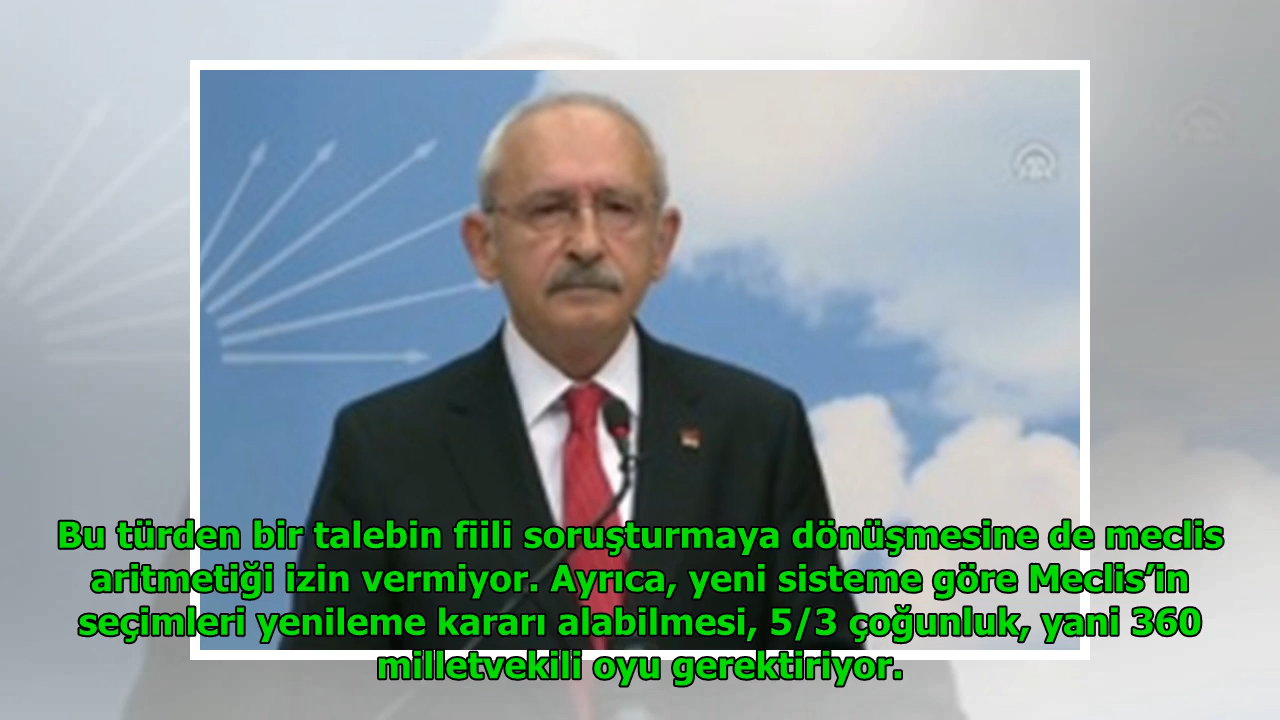 Bu türden bir talebin fiili soruşturmaya dönüşmesine de meclis
aritmetiği izin vermiyor. Ayrıca, yeni sisteme göre Meclis’in
seçimleri yenileme kararı alabilmesi, 5/3 çoğunluk, yani 360
milletvekili oyu gerektiriyor.